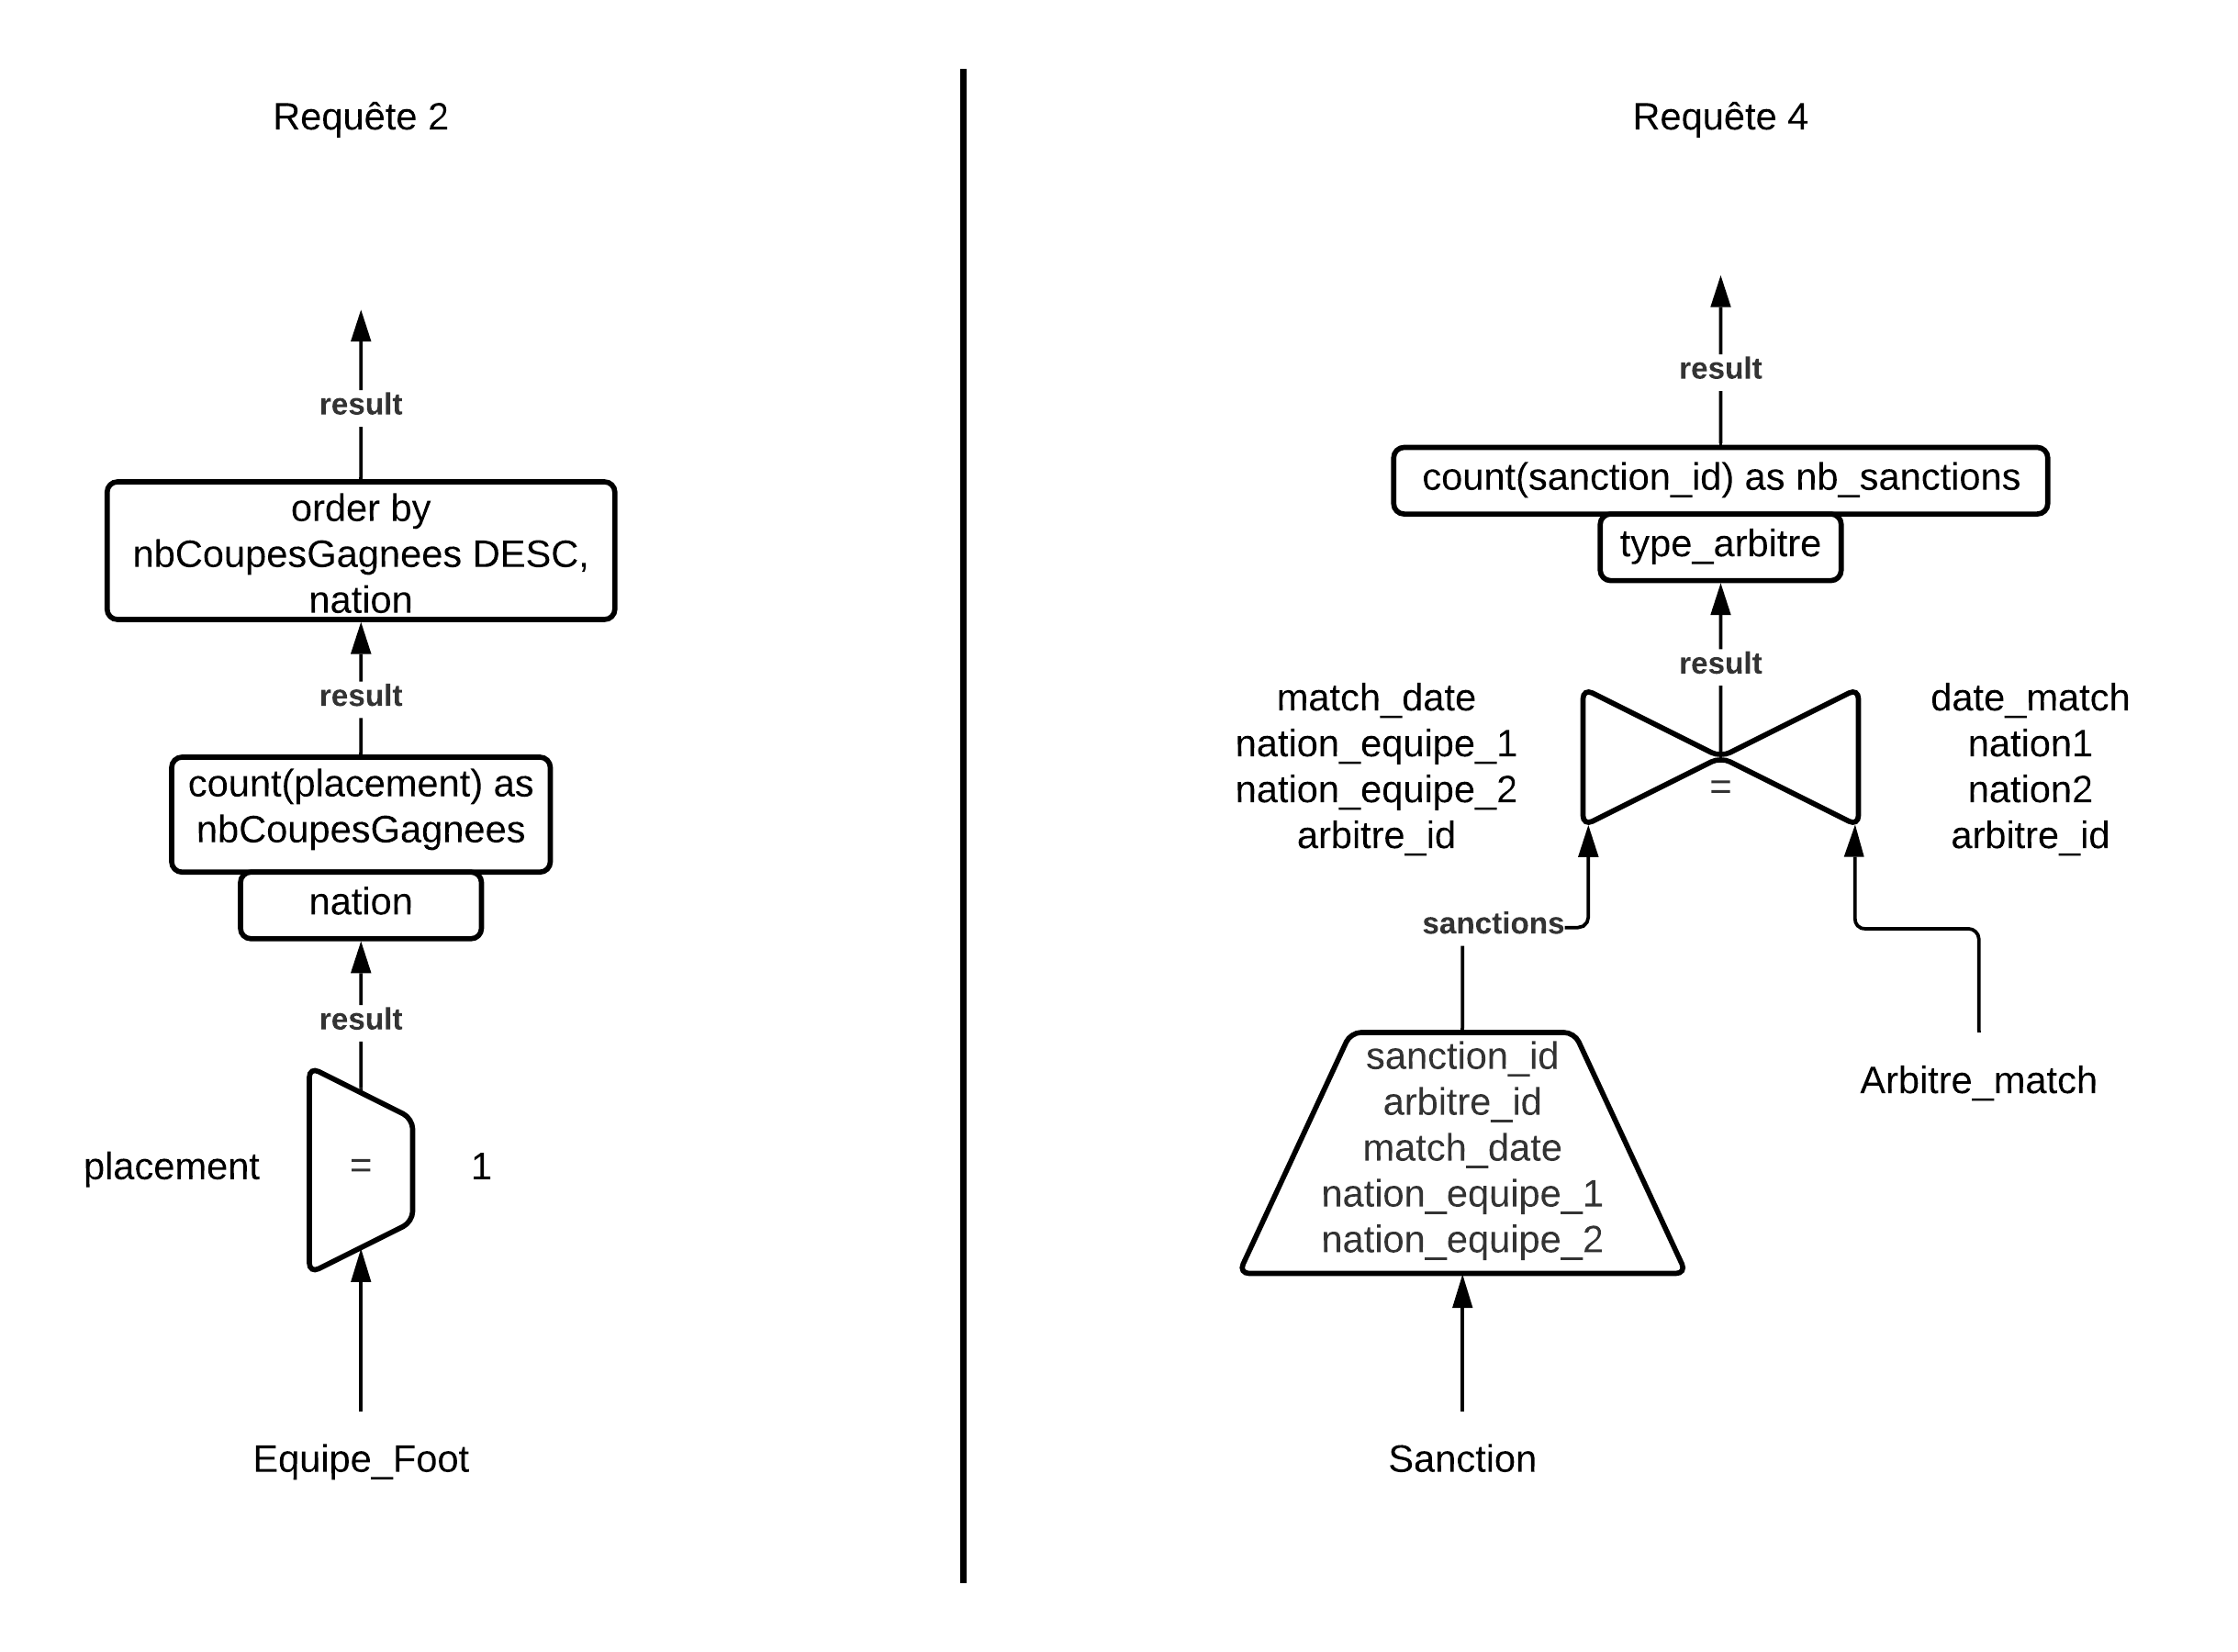 Requête 2
result
order by
nbCoupesGagnees DESC,
nation
result
count(placement) as
nbCoupesGagnees
nation
result
placement
=
1
Equipe_Foot
Requête 4
result
count(sanction_id) as nb_sanctions
type_arbitre
result
match_date
nation_equipe_1
nation_equipe_2
arbitre_id
=
date_match
nation1
nation2
arbitre_id
sanctions
sanction_id
arbitre_id
match_date
nation_equipe_1
nation_equipe_2
Arbitre_match
Sanction